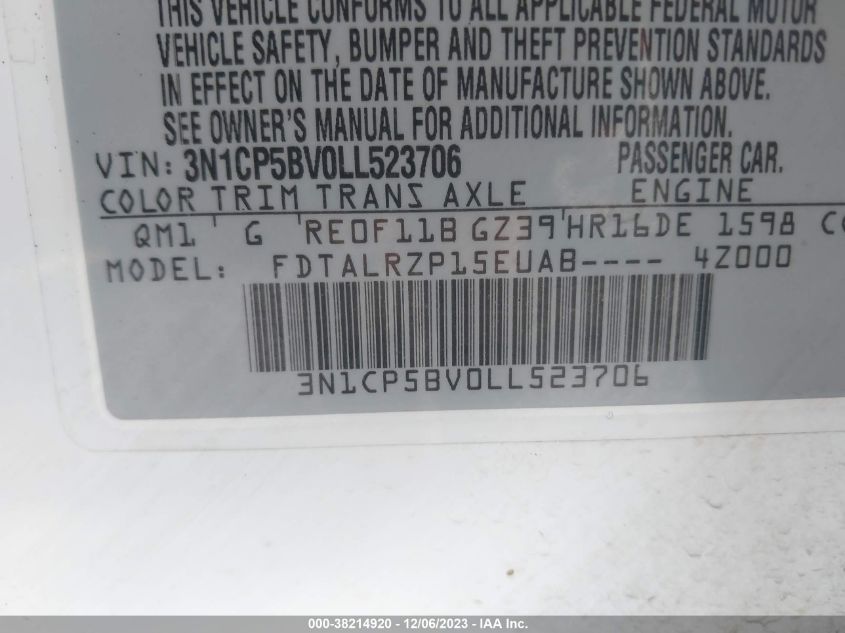 THIS VEHICLE CONFORMS TO ALL APPLICABLE FEDERAL MOTOR
VEHICLE SAFETY, BUMPER AND THEFT PREVENTION STANDARDS
IN EFFECT ON THE DATE OF MANUFACTURE SHOWN ABOVE.
SEE OWNER'S MANUAL FOR ADDITIONAL INFORMATION.
VIN: 3N1CP5BV0LL523706 PASSENGER CAR.
COLOR TRIM TRANS AXLE ENGINE
QM1 G RE0F11B GZ39 HR16DE 1598 CC
MODEL: FDTALRZP15EUAB---- 4Z000
3N1CP5BV0LL523706
000-38214920 - 12/06/2023 - IAA Inc.